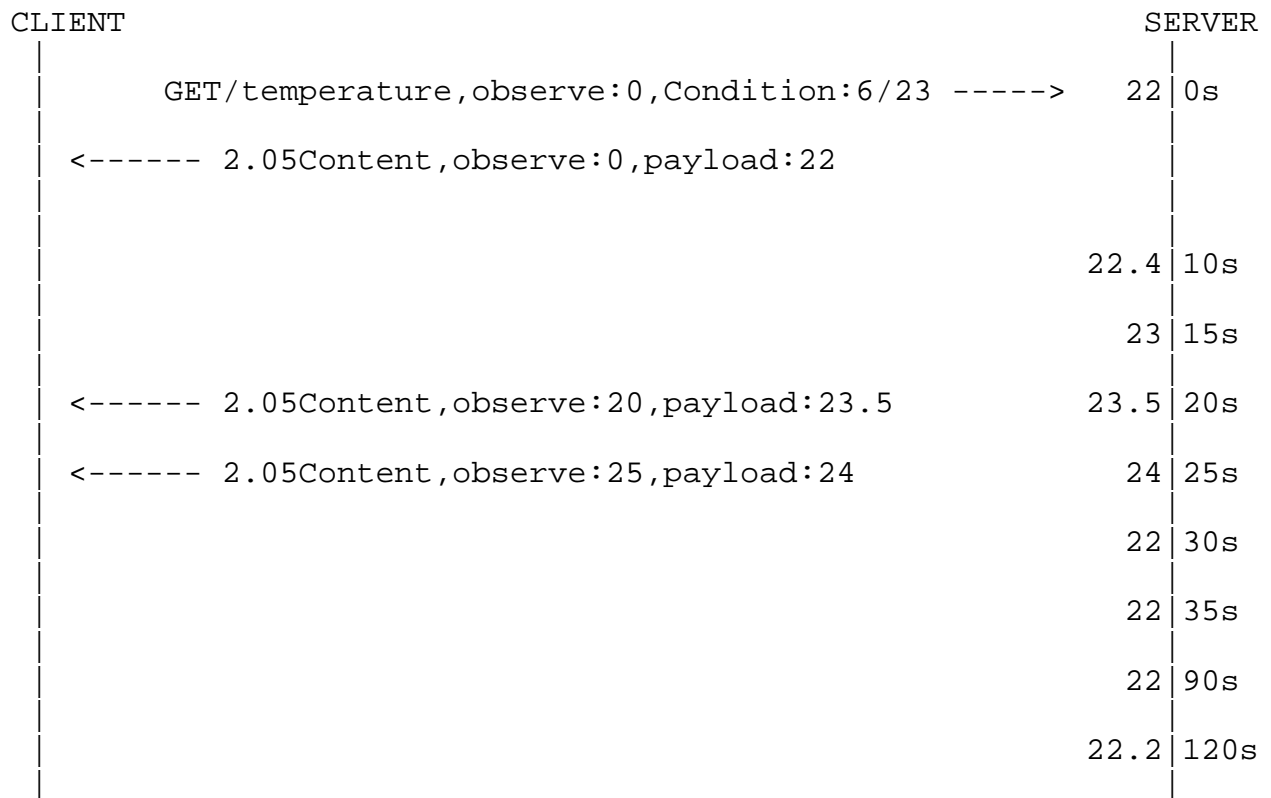 CLIENT SERVER
GET/temperature,observe:0,Condition:6/23 -----> 22|0s
<------ 2.05Content,observe:0,payload:22
22.4|10s
23|15s
<------ 2.05Content,observe:20,payload:23.5 23.5|20s
<------ 2.05Content,observe:25,payload:24 24|25s
22|30s
22|35s
22|90s
22.2|120s